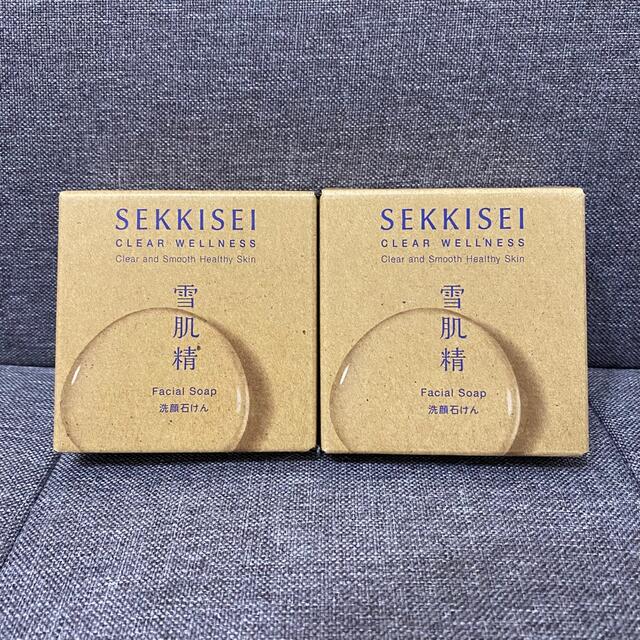 SEKKISEI
CLEAR WELLNESS
Clear and Smooth Healthy Skin
雪肌精
Facial Soap
洗顔石けん
SEKKISEI
CLEAR WELLNESS
Clear and Smooth Healthy Skin
雪肌精
Facial Soap
洗顔石けん